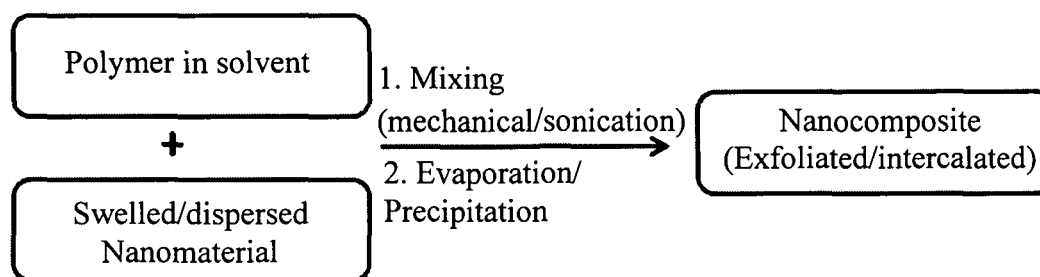 Polymer in solvent
+
Swelled/dispersed
Nanomaterial
1. Mixing
(mechanical/sonication)
2. Evaporation/
Precipitation
Nanocomposite
(Exfoliated/intercalated)